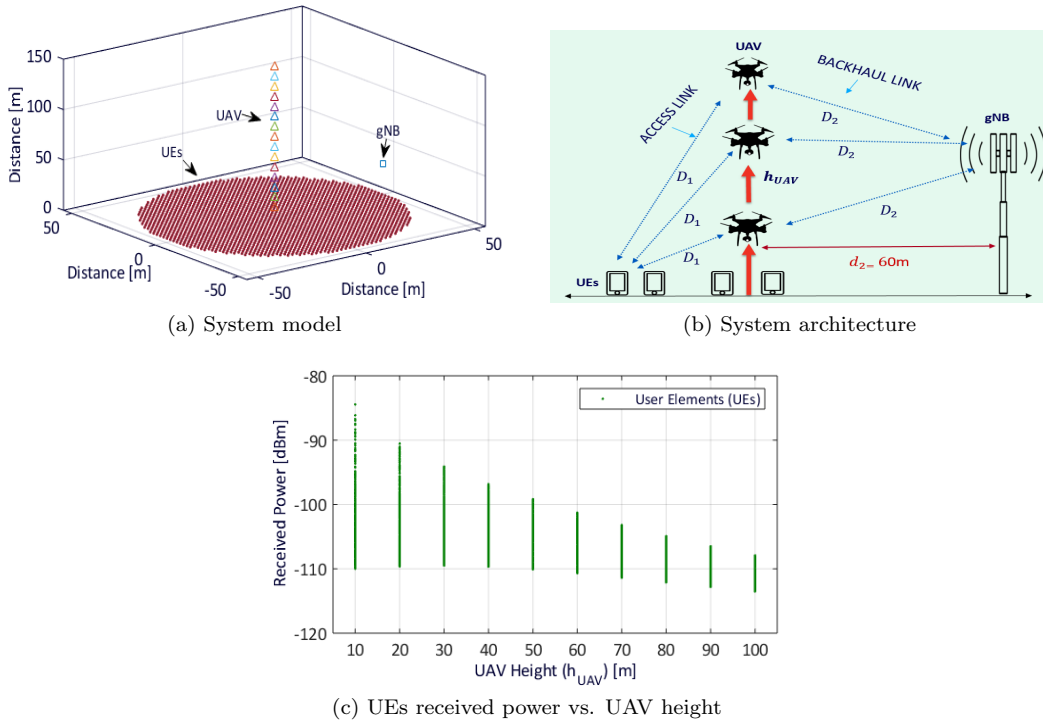 150
100
50
0
Distance [m]
UAV
gNB
UEs
50
0
-50
Distance [m]
-50
0
50
Distance [m]
(a) System model
UAV
BACKHAUL LINK
ACCESS LINK
D2
gNB
D2
D1
hUAV
D1
D2
D1
d2= 60m
UEs
(b) System architecture
-80
-90
-100
-110
-120
Received Power [dBm]
User Elements (UEs)
10 20 30 40 50 60 70 80 90 100
UAV Height (hUAV) [m]
(c) UEs received power vs. UAV height